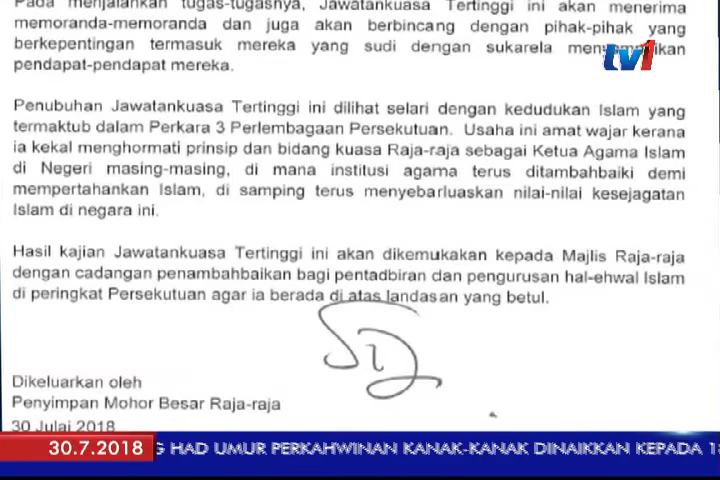 Pada menjalankan tugas-tugasnya, Jawatankuasa Tertinggi ini akan menerima
memoranda-memoranda dan juga akan berbincang dengan pihak-pihak yang
berkepentingan termasuk mereka yang sudi dengan sukarela
pendapat-pendapat mereka.
tv1
Penubuhan Jawatankuasa Tertinggi ini dilihat selari dengan kedudukan Islam yang
termaktub dalam Perkara 3 Perlembagaan Persekutuan. Usaha ini amat wajar kerana
ia kekal menghormati prinsip dan bidang kuasa Raja-raja sebagai Ketua Agama Islam
di Negeri masing-masing, di mana institusi agama terus ditambahbaiki demi
mempertahankan Islam, di samping terus menyebarluaskan nilai-nilai kesejagatan
Islam di negara ini.
Hasil kajian Jawatankuasa Tertinggi ini akan dikemukakan kepada Majlis Raja-raja
dengan cadangan penambahbaikan bagi pentadbiran dan pengurusan hal-ehwal Islam
di peringkat Persekutuan agar ia berada di atas landasan yang betul.
Dikeluarkan oleh
Penyimpan Mohor Besar Raja-raja
30 Julai 2018
30.7.2018 G HAD UMUR PERKAHWINAN KANAK-KANAK DINAIKKAN KEPADA 18